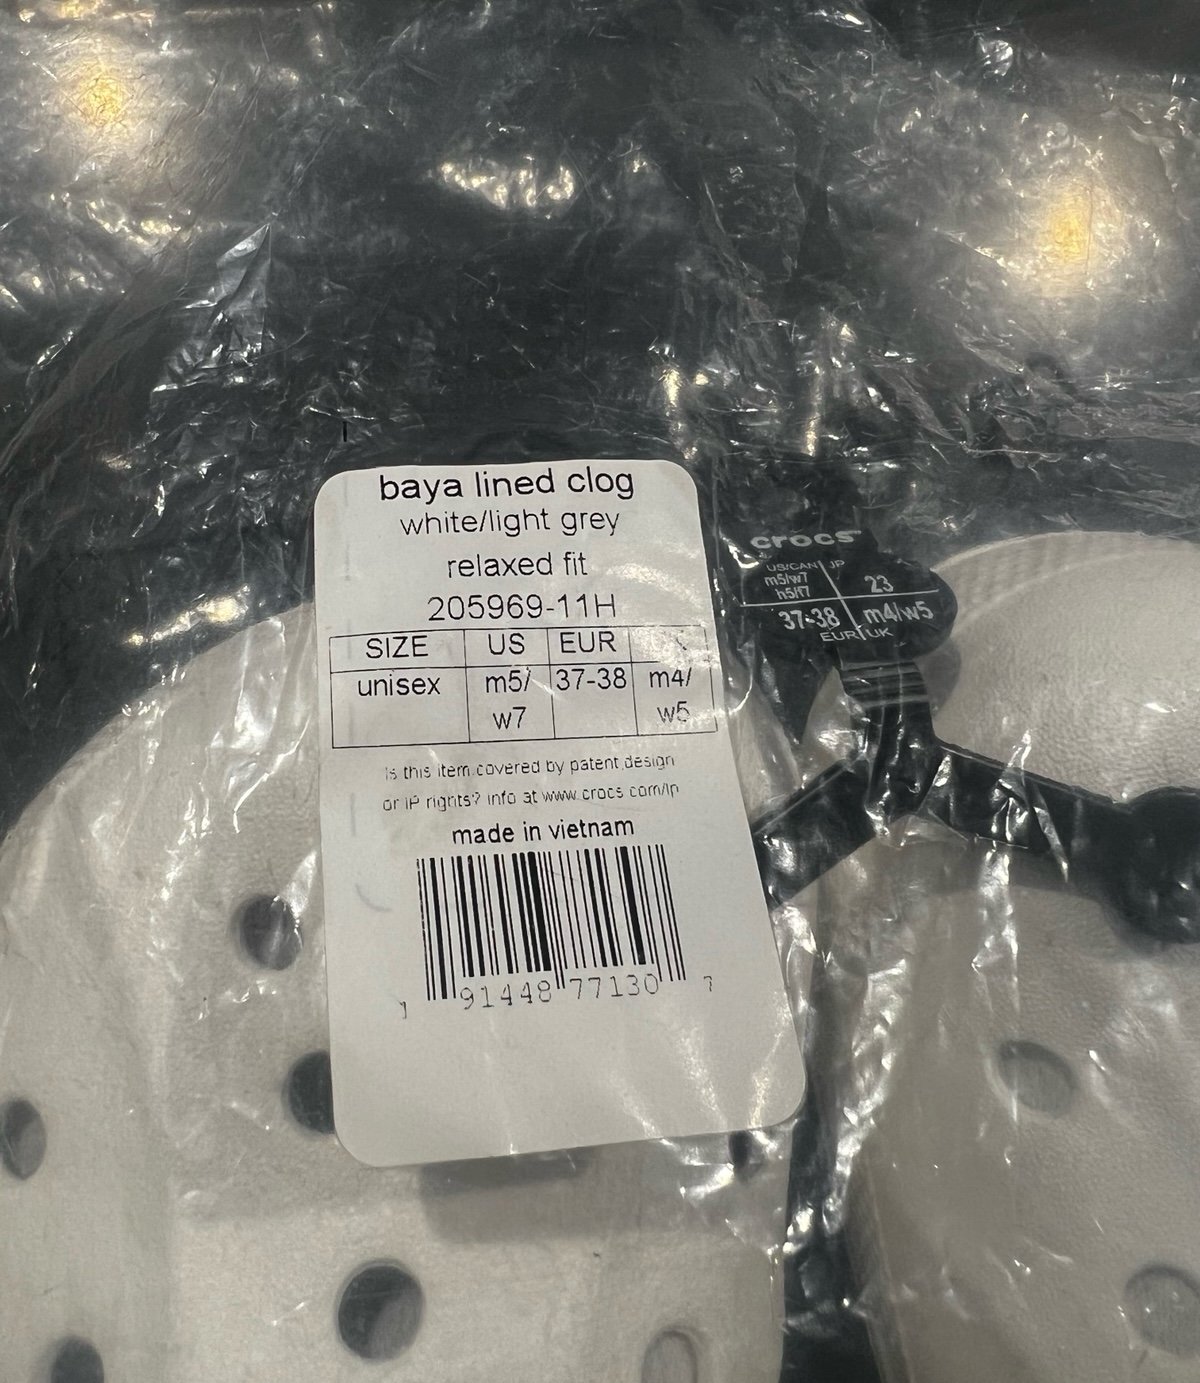 baya lined clog
white/light grey
relaxed fit
205969-11H
SIZE US EUR
unisex m5/ 37-38 m4/
w7 w5
is this item covered by patent, design
or IP rights? info at www.crocs.com/ip
made in vietnam
1 91448 77130 7
crocs
US/CAN JP
m5/w7
h5/f7 23
37-38 m4/w5
EUR UK